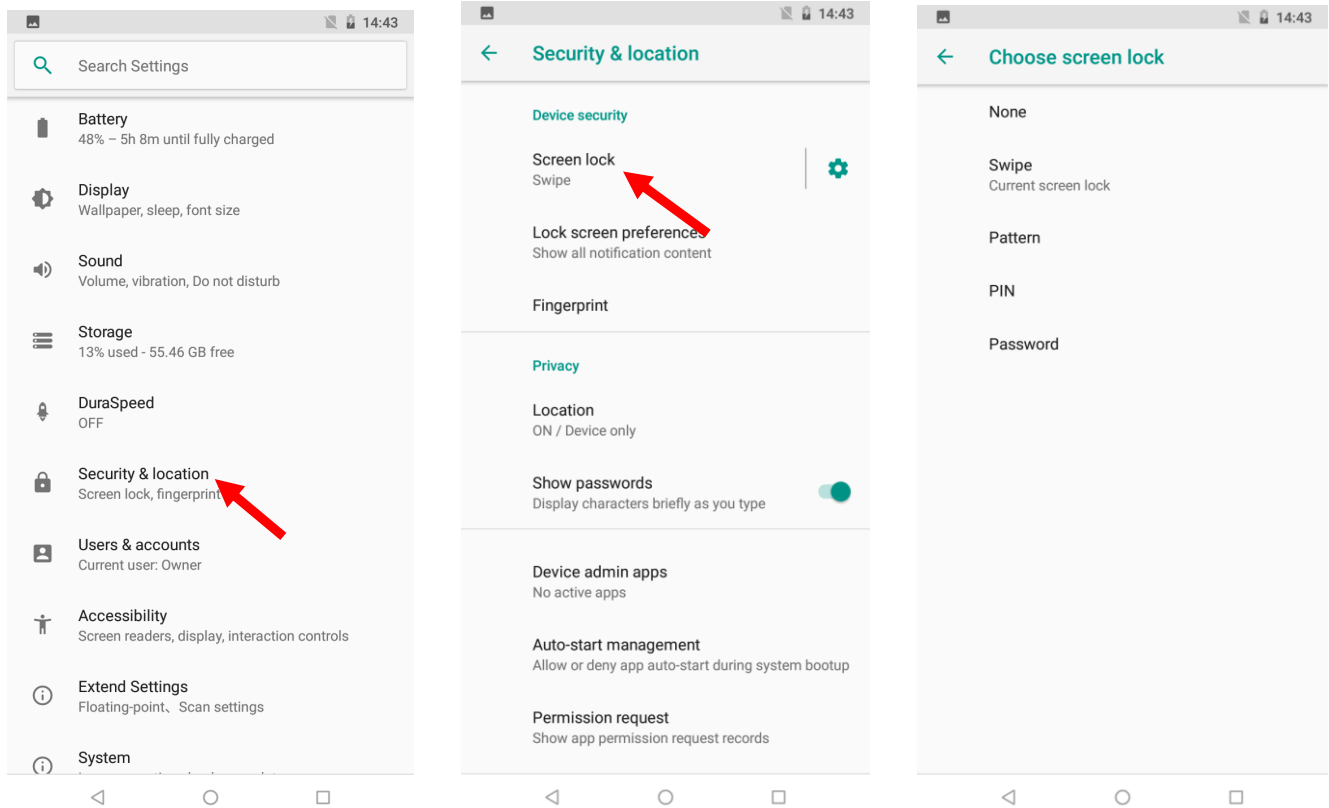 14:43
Search Settings
Battery
48% – 5h 8m until fully charged
Display
Wallpaper, sleep, font size
Sound
Volume, vibration, Do not disturb
Storage
13% used - 55.46 GB free
DuraSpeed
OFF
Security & location
Screen lock, fingerprint
Users & accounts
Current user: Owner
Accessibility
Screen readers, display, interaction controls
Extend Settings
Floating-point、Scan settings
System
14:43
Security & location
Device security
Screen lock
Swipe
Lock screen preferences
Show all notification content
Fingerprint
Privacy
Location
ON / Device only
Show passwords
Display characters briefly as you type
Device admin apps
No active apps
Auto-start management
Allow or deny app auto-start during system bootup
Permission request
Show app permission request records
14:43
Choose screen lock
None
Swipe
Current screen lock
Pattern
PIN
Password